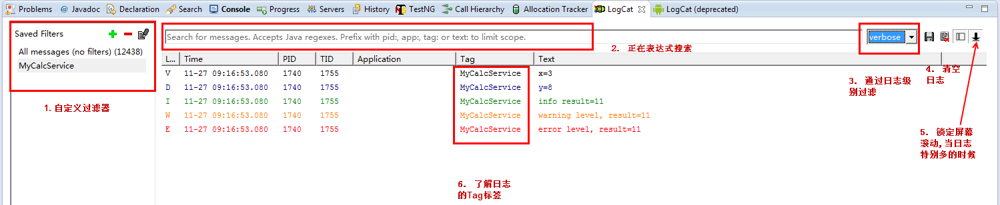 Problems @ Javadoc Declaration Search Console Progress Servers History TestNG Call Hierarchy Allocation Tracker LogCat LogCat (deprecated)
Saved Filters
All messages (no filters) (12438)
MyCalcService
1. 自定义过滤器
Search for messages. Accepts Java regexes. Prefix with pid:, app:, tag: or text: to limit scope.
verbose
2. 正在表达式搜索
L... Time PID TID Application Tag Text
V 11-27 09:16:53.080 1740 1755 MyCalcService x=3
D 11-27 09:16:53.080 1740 1755 MyCalcService y=8
I 11-27 09:16:53.080 1740 1755 MyCalcService info result=11
W 11-27 09:16:53.080 1740 1755 MyCalcService warning level, result=11
E 11-27 09:16:53.080 1740 1755 MyCalcService error level, result=11
3. 通过日志级
别过滤
4. 清空
日志
5. 锁定屏幕
滚动,当日志
特别多的时候
6. 了解日志
的Tag标签